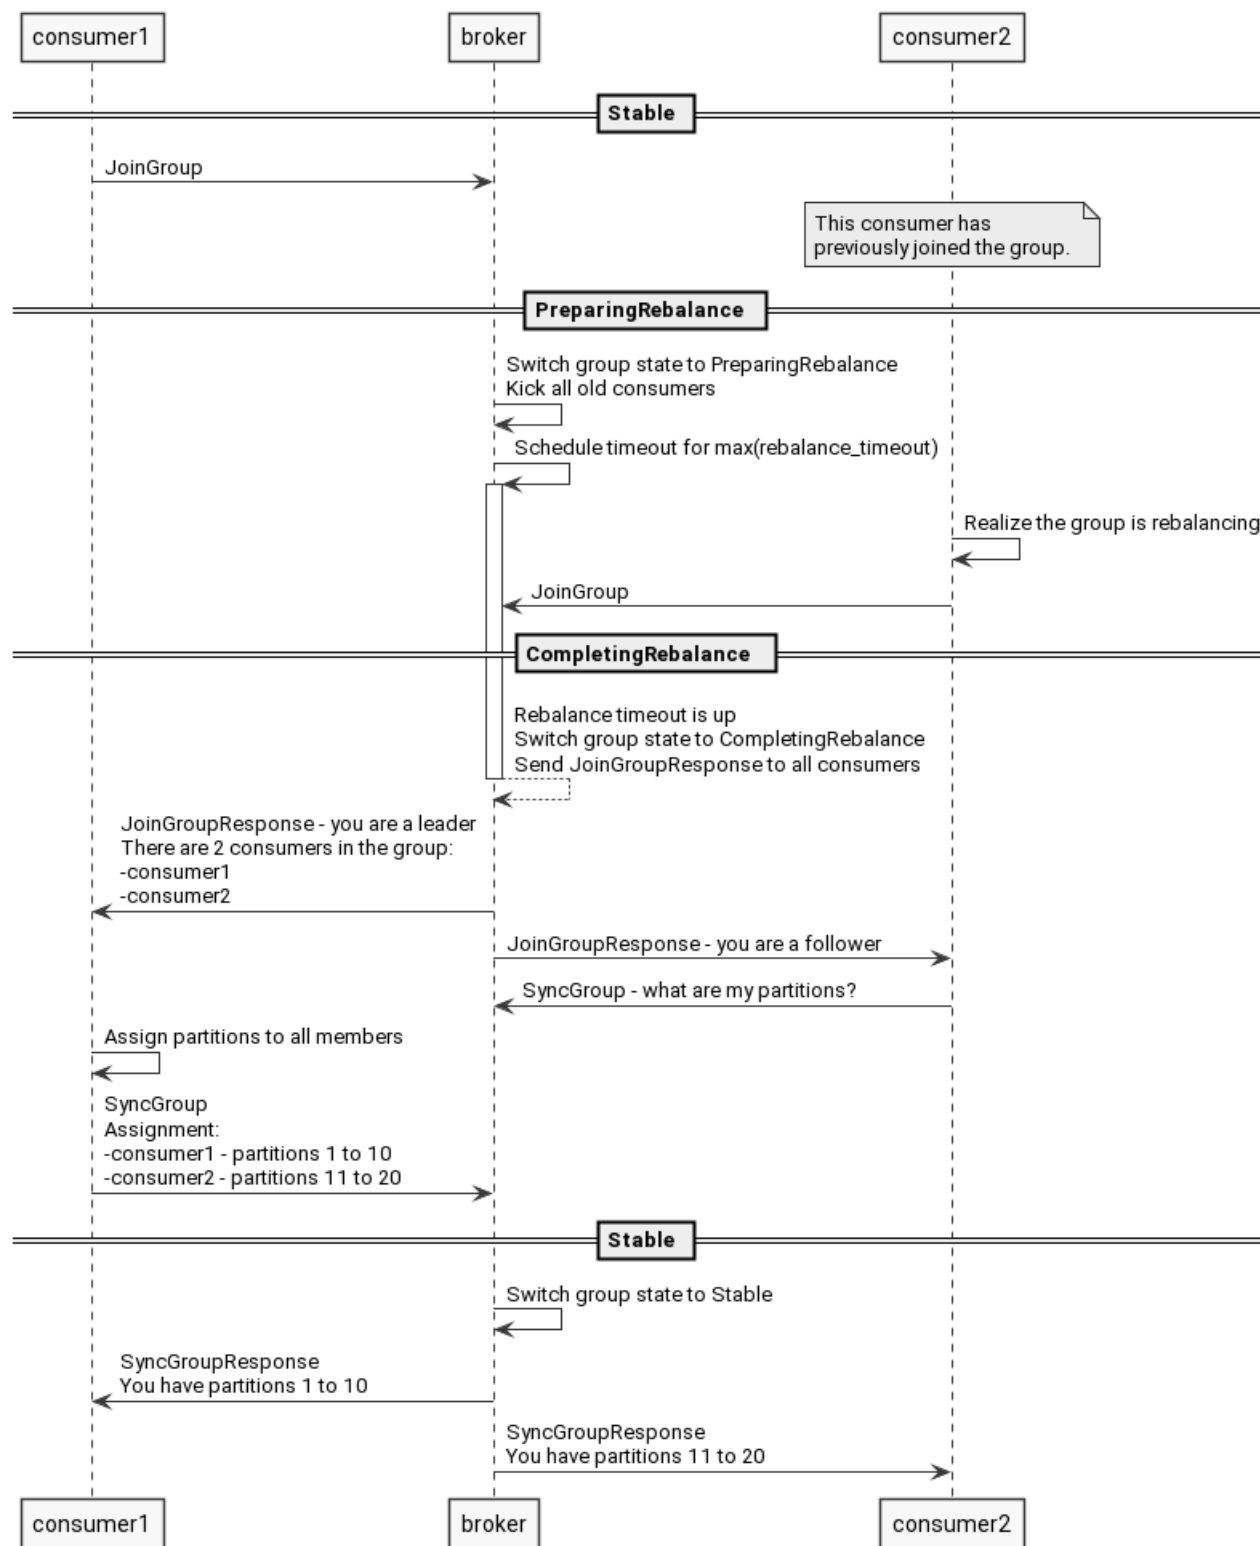 consumer1
broker
consumer2
Stable
JoinGroup
This consumer has
previously joined the group.
PreparingRebalance
Switch group state to PreparingRebalance
Kick all old consumers
Schedule timeout for max(rebalance_timeout)
Realize the group is rebalancing
JoinGroup
CompletingRebalance
Rebalance timeout is up
Switch group state to CompletingRebalance
Send JoinGroupResponse to all consumers
JoinGroupResponse - you are a leader
There are 2 consumers in the group:
-consumer1
-consumer2
JoinGroupResponse - you are a follower
SyncGroup - what are my partitions?
Assign partitions to all members
SyncGroup
Assignment:
-consumer1 - partitions 1 to 10
-consumer2 - partitions 11 to 20
Stable
Switch group state to Stable
SyncGroupResponse
You have partitions 1 to 10
SyncGroupResponse
You have partitions 11 to 20
consumer1
broker
consumer2